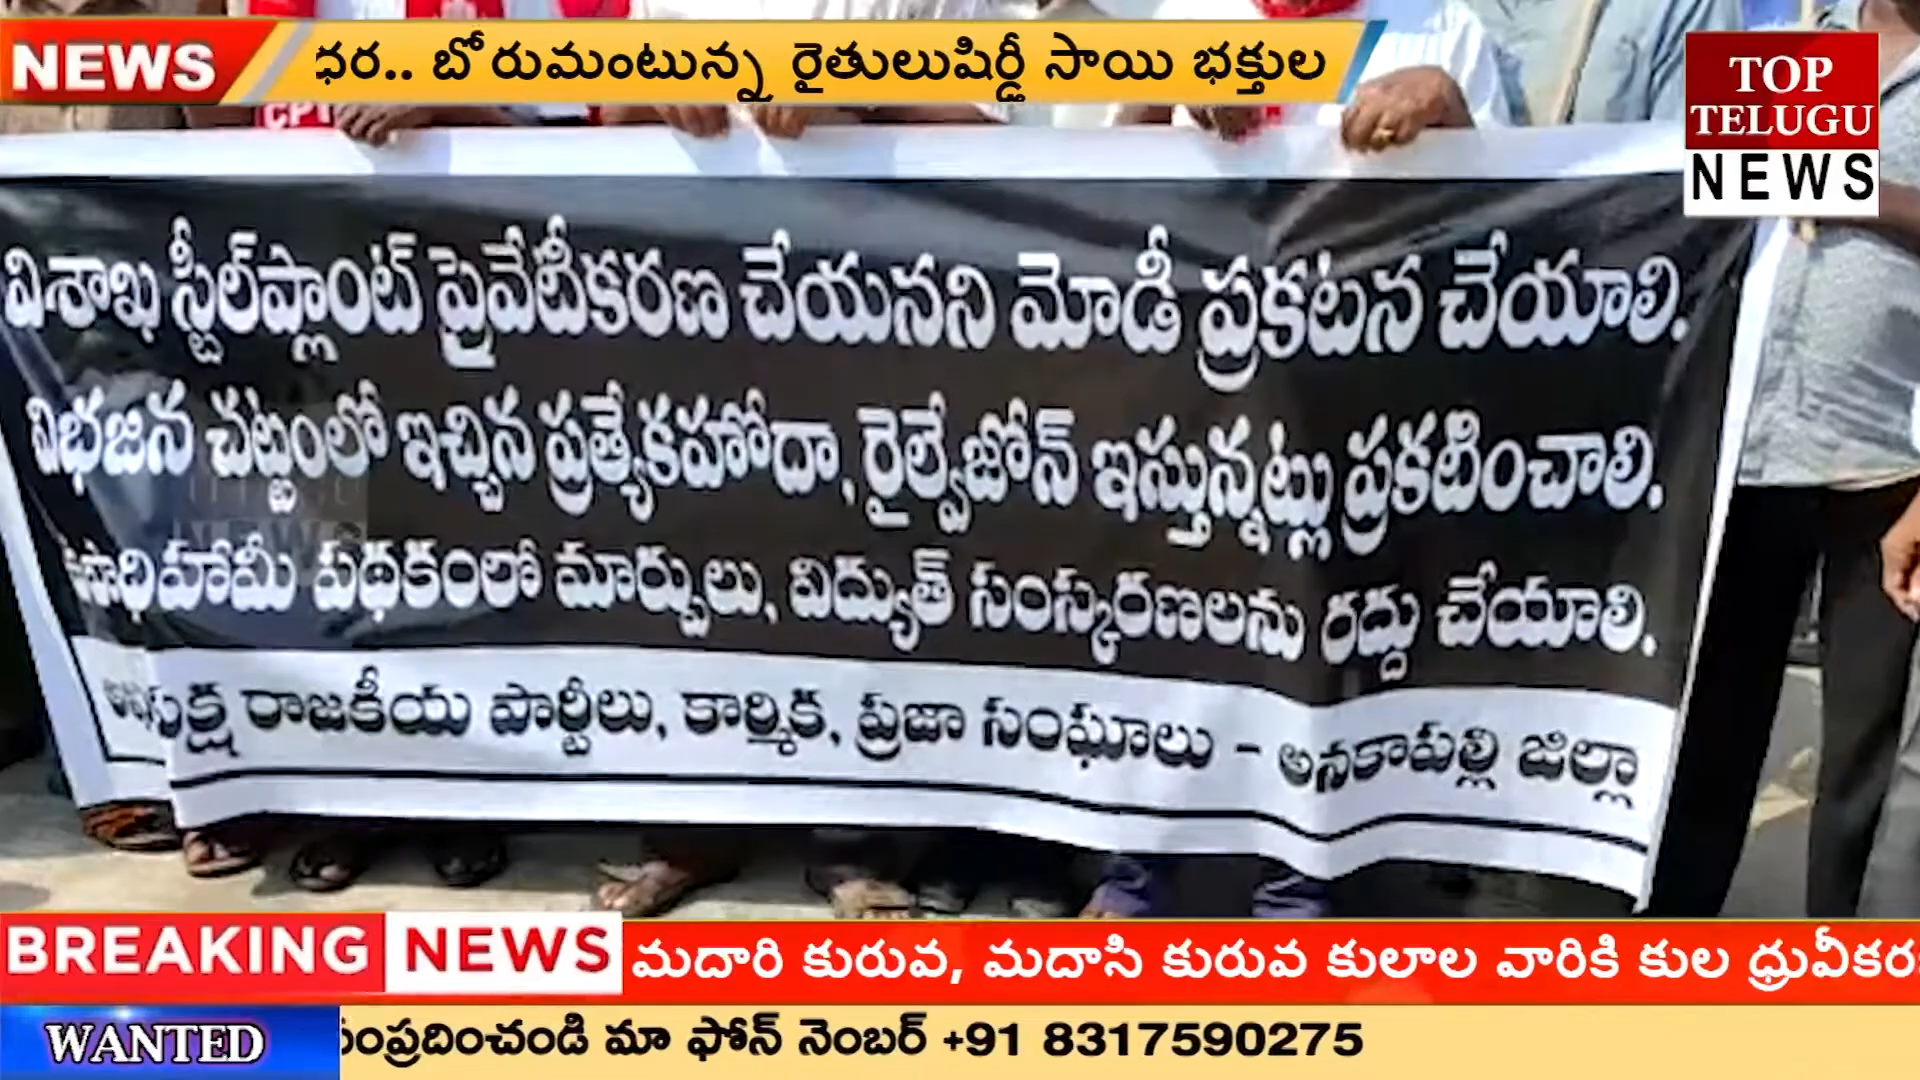 NEWS ధర.. బోరుమంటున్న రైతులుషిర్డీ సాయి భక్తుల
TOP
TELUGU
NEWS
CPI
విశాఖ స్టీల్‌ప్లాంట్ ప్రైవేటీకరణ చేయనని మోడీ ప్రకటన చేయాలి.
విభజన చట్టంలో ఇచ్చిన ప్రత్యేకహోదా, రైల్వేజోన్ ఇస్తున్నట్లు ప్రకటించాలి.
పథకంలో మార్పులు, విద్యుత్ సంస్కరణలను రద్దు చేయాలి.
రాజకీయ పార్టీలు, కార్మిక, ప్రజా సంఘాలు - అనకాపల్లి జిల్లా
BREAKING NEWS మదారి కురువ, మదాసి కురువ కులాల వారికి కుల ధ్రువీకర
WANTED సంప్రదించండి మా ఫోన్ నెంబర్ +91 8317590275